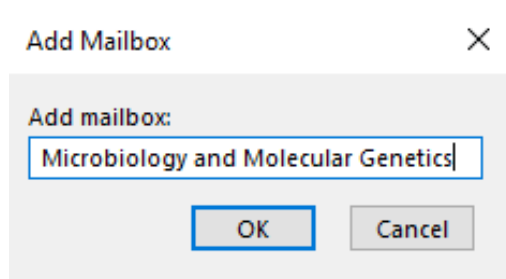 Add Mailbox
Add mailbox:
Microbiology and Molecular Genetics
OK
Cancel